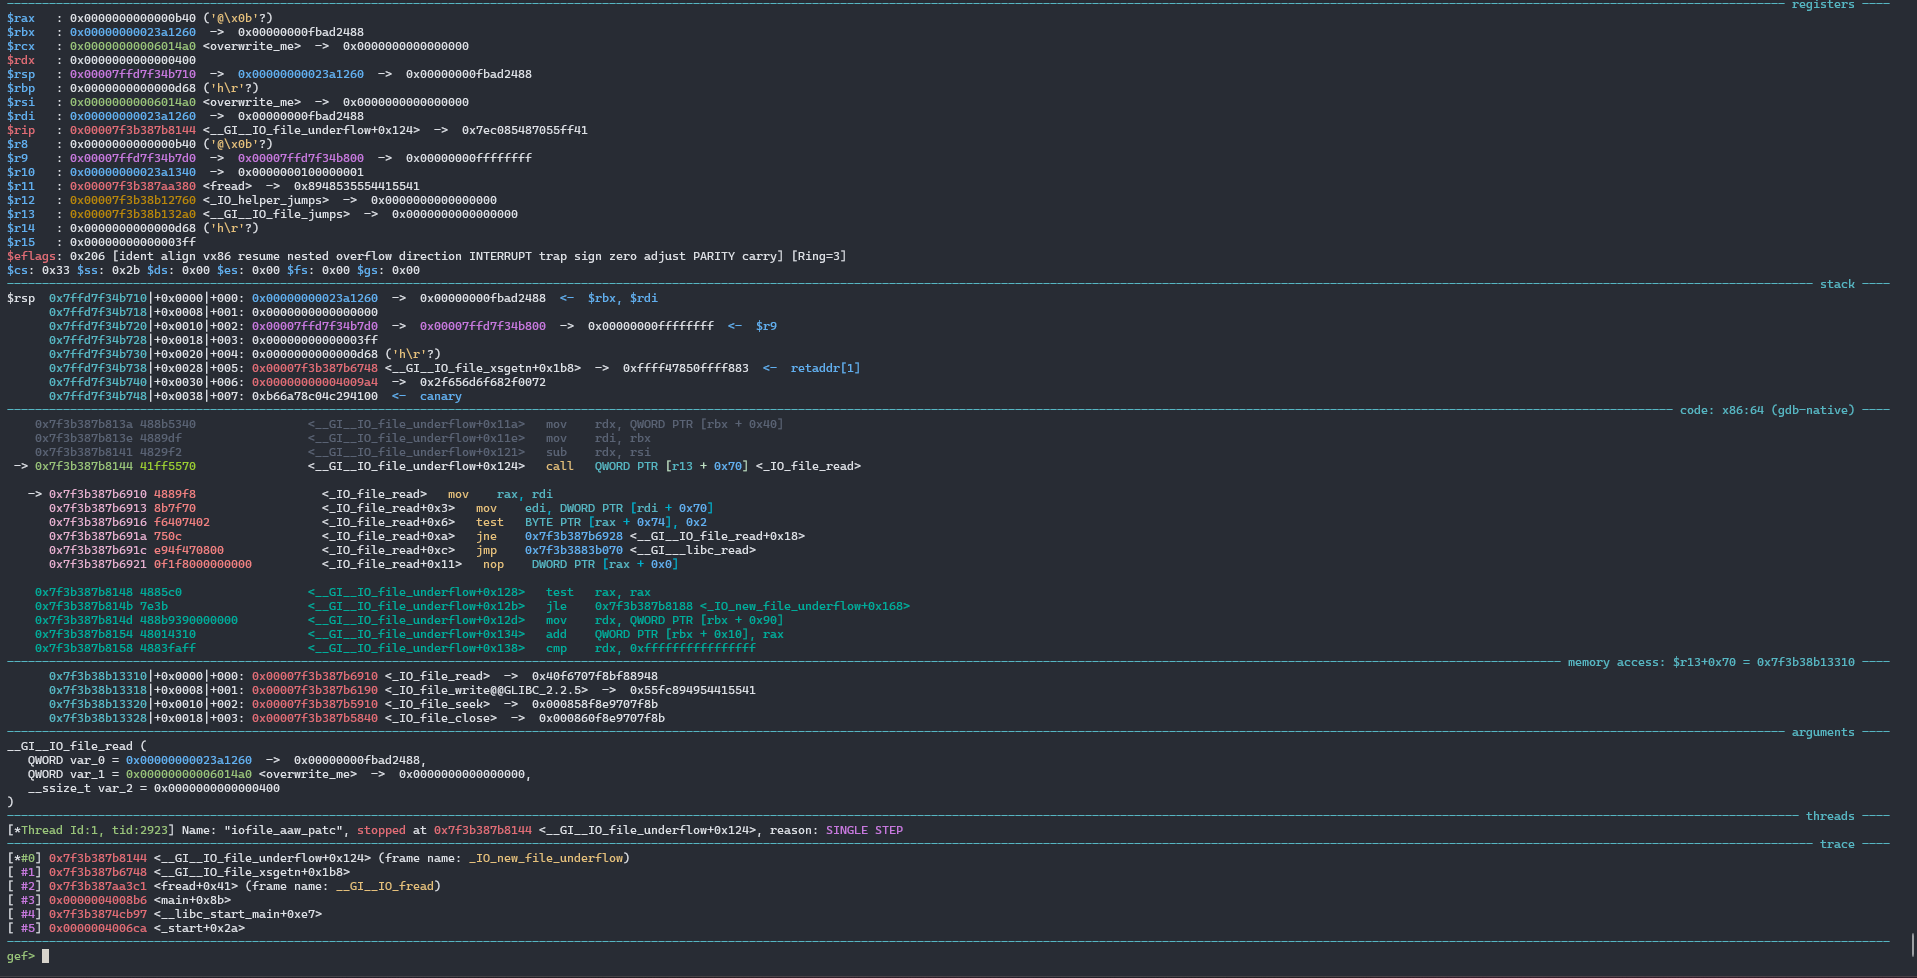 registers
$rax   : 0x0000000000000b40 ('@\x0b'?)
$rbx   : 0x00000000023a1260  ->  0x00000000fbad2488
$rcx   : 0x00000000006014a0 <overwrite_me>  ->  0x0000000000000000
$rdx   : 0x0000000000000400
$rsp   : 0x00007ffd7f34b710  ->  0x00000000023a1260  ->  0x00000000fbad2488
$rbp   : 0x0000000000000d68 ('h\r'?)
$rsi   : 0x00000000006014a0 <overwrite_me>  ->  0x0000000000000000
$rdi   : 0x00000000023a1260  ->  0x00000000fbad2488
$rip   : 0x00007f3b387b8144 <__GI__IO_file_underflow+0x124>  ->  0x7ec085487055ff41
$r8    : 0x0000000000000b40 ('@\x0b'?)
$r9    : 0x00007ffd7f34b7d0  ->  0x00007ffd7f34b800  ->  0x00000000ffffffff
$r10   : 0x00000000023a1340  ->  0x0000000100000001
$r11   : 0x00007f3b387aa380 <fread>  ->  0x8948535554415541
$r12   : 0x00007f3b38b12760 <_IO_helper_jumps>  ->  0x0000000000000000
$r13   : 0x00007f3b38b132a0 <__GI__IO_file_jumps>  ->  0x0000000000000000
$r14   : 0x0000000000000d68 ('h\r'?)
$r15   : 0x00000000000003ff
$eflags: 0x206 [ident align vx86 resume nested overflow direction INTERRUPT trap sign zero adjust PARITY carry] [Ring=3]
$cs: 0x33 $ss: 0x2b $ds: 0x00 $es: 0x00 $fs: 0x00 $gs: 0x00
stack
$rsp  0x7ffd7f34b710|+0x0000|+000: 0x00000000023a1260  ->  0x00000000fbad2488  <-  $rbx, $rdi
0x7ffd7f34b718|+0x0008|+001: 0x0000000000000000
0x7ffd7f34b720|+0x0010|+002: 0x00007ffd7f34b7d0  ->  0x00007ffd7f34b800  ->  0x00000000ffffffff  <-  $r9
0x7ffd7f34b728|+0x0018|+003: 0x00000000000003ff
0x7ffd7f34b730|+0x0020|+004: 0x0000000000000d68 ('h\r'?)
0x7ffd7f34b738|+0x0028|+005: 0x00007f3b387b6748 <__GI__IO_file_xsgetn+0x1b8>  ->  0xffff47850ffff883  <-  retaddr[1]
0x7ffd7f34b740|+0x0030|+006: 0x00000000004009a4  ->  0x2f656d6f682f0072
0x7ffd7f34b748|+0x0038|+007: 0xb66a78c04c294100  <-  canary
code: x86:64 (gdb-native)
0x7f3b387b813a 488b5340 <__GI__IO_file_underflow+0x11a> mov rdx, QWORD PTR [rbx + 0x40]
0x7f3b387b813e 4889df <__GI__IO_file_underflow+0x11e> mov rdi, rbx
0x7f3b387b8141 4829f2 <__GI__IO_file_underflow+0x121> sub rdx, rsi
-> 0x7f3b387b8144 41ff5570 <__GI__IO_file_underflow+0x124> call QWORD PTR [r13 + 0x70] <_IO_file_read>
-> 0x7f3b387b6910 4889f8 <_IO_file_read> mov rax, rdi
0x7f3b387b6913 8b7f70 <_IO_file_read+0x3> mov edi, DWORD PTR [rdi + 0x70]
0x7f3b387b6916 f6407402 <_IO_file_read+0x6> test BYTE PTR [rax + 0x74], 0x2
0x7f3b387b691a 750c <_IO_file_read+0xa> jne 0x7f3b387b6928 <__GI__IO_file_read+0x18>
0x7f3b387b691c e94f470800 <_IO_file_read+0xc> jmp 0x7f3b3883b070 <__GI___libc_read>
0x7f3b387b6921 0f1f8000000000 <_IO_file_read+0x11> nop DWORD PTR [rax + 0x0]
0x7f3b387b8148 4885c0 <__GI__IO_file_underflow+0x128> test rax, rax
0x7f3b387b814b 7e3b <__GI__IO_file_underflow+0x12b> jle 0x7f3b387b8188 <_IO_new_file_underflow+0x168>
0x7f3b387b814d 488b9390000000 <__GI__IO_file_underflow+0x12d> mov rdx, QWORD PTR [rbx + 0x90]
0x7f3b387b8154 48014310 <__GI__IO_file_underflow+0x134> add QWORD PTR [rbx + 0x10], rax
0x7f3b387b8158 4883faff <__GI__IO_file_underflow+0x138> cmp rdx, 0xffffffffffffffff
memory access: $r13+0x70 = 0x7f3b38b13310
0x7f3b38b13310|+0x0000|+000: 0x00007f3b387b6910 <_IO_file_read>  ->  0x40f6707f8bf88948
0x7f3b38b13318|+0x0008|+001: 0x00007f3b387b6190 <_IO_file_write@@GLIBC_2.2.5>  ->  0x55fc894954415541
0x7f3b38b13320|+0x0010|+002: 0x00007f3b387b5910 <_IO_file_seek>  ->  0x000858f8e9707f8b
0x7f3b38b13328|+0x0018|+003: 0x00007f3b387b5840 <_IO_file_close>  ->  0x000860f8e9707f8b
arguments
__GI__IO_file_read (
QWORD var_0 = 0x00000000023a1260  ->  0x00000000fbad2488,
QWORD var_1 = 0x00000000006014a0 <overwrite_me>  ->  0x0000000000000000,
__ssize_t var_2 = 0x0000000000000400
)
threads
[*Thread Id:1, tid:2923] Name: "iofile_aaw_patc", stopped at 0x7f3b387b8144 <__GI__IO_file_underflow+0x124>, reason: SINGLE STEP
trace
[*#0] 0x7f3b387b8144 <__GI__IO_file_underflow+0x124> (frame name: _IO_new_file_underflow)
[ #1] 0x7f3b387b6748 <__GI__IO_file_xsgetn+0x1b8>
[ #2] 0x7f3b387aa3c1 <fread+0x41> (frame name: __GI__IO_fread)
[ #3] 0x0000004008b6 <main+0x8b>
[ #4] 0x7f3b3874cb97 <__libc_start_main+0xe7>
[ #5] 0x0000004006ca <_start+0x2a>
gef>